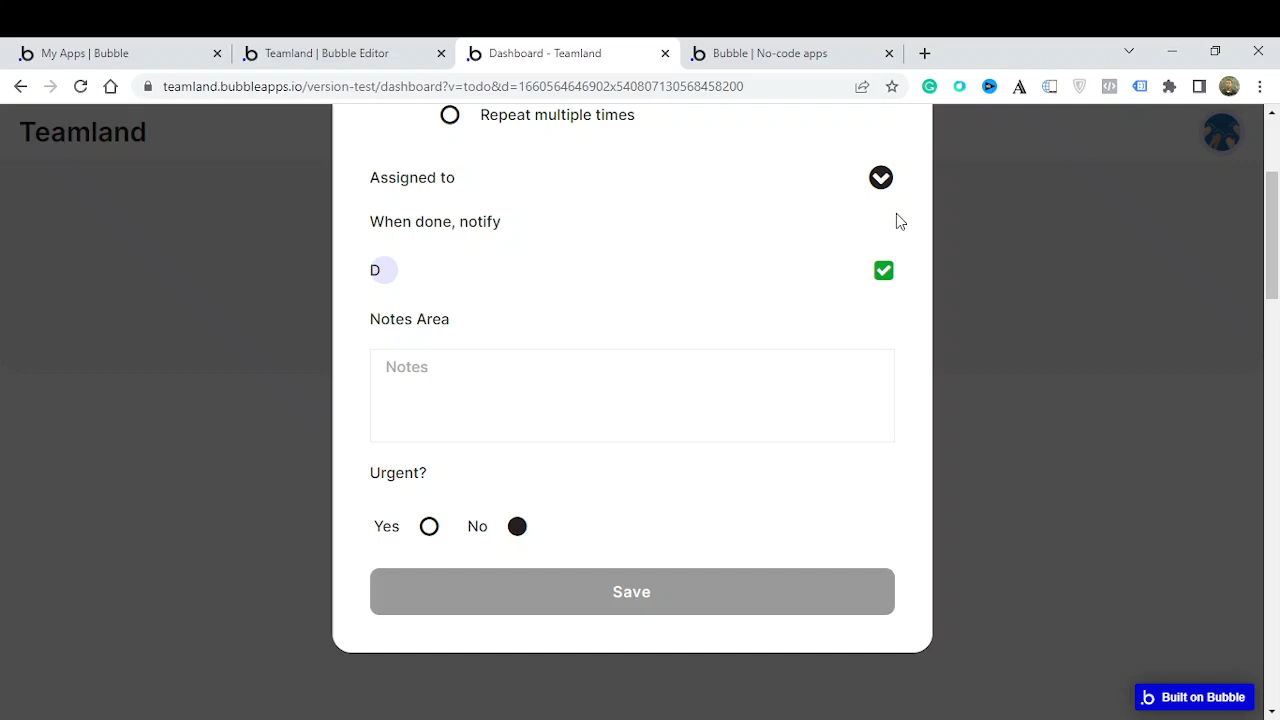 My Apps | Bubble
Teamland | Bubble Editor
Dashboard - Teamland
Bubble | No-code apps
teamland.bubbleapps.io/version-test/dashboard?v=todo&d=1660564646902x540807130568458200
Teamland
Repeat multiple times
Assigned to
When done, notify
D
Notes Area
Notes
Urgent?
Yes No
Save
Built on Bubble